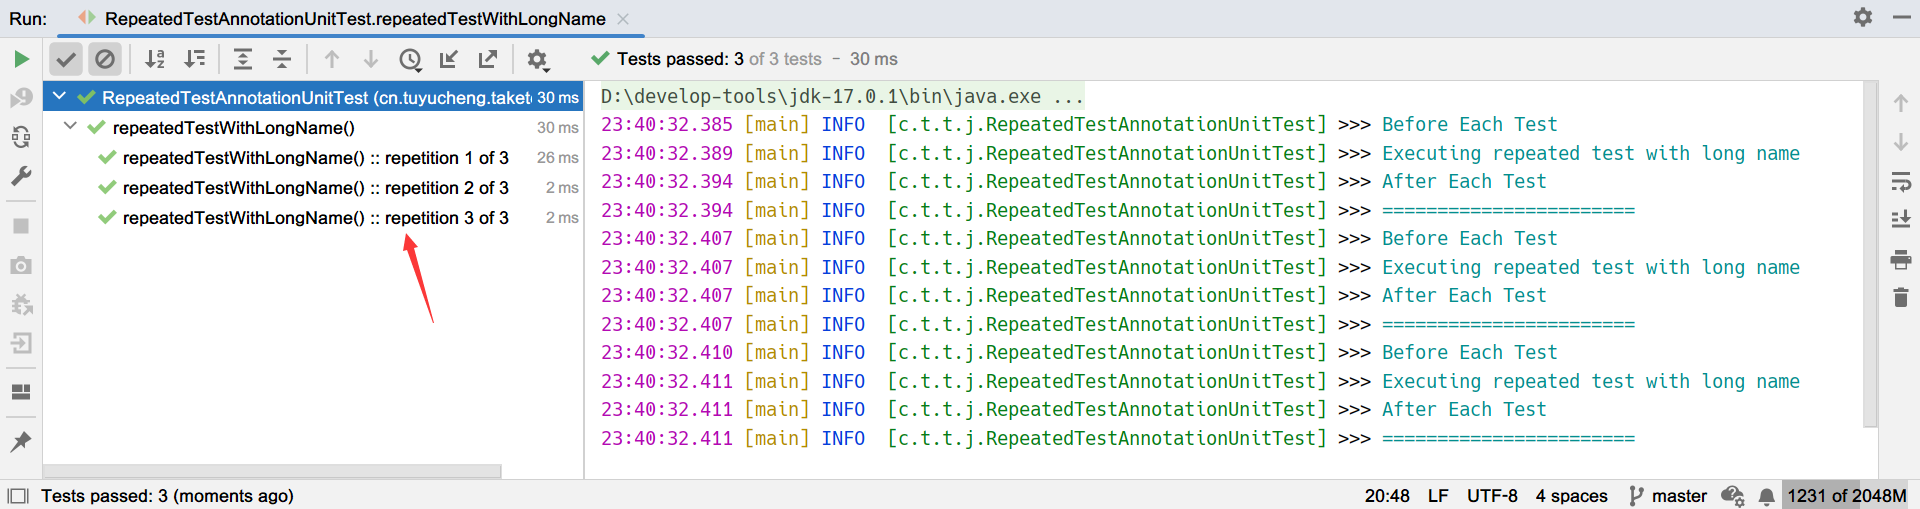 Run: RepeatedTestAnnotationUnitTest.repeatedTestWithLongName
Tests passed: 3 of 3 tests – 30 ms
RepeatedTestAnnotationUnitTest (cn.tuyucheng.taket 30 ms
repeatedTestWithLongName() 30 ms
repeatedTestWithLongName() :: repetition 1 of 3 26 ms
repeatedTestWithLongName() :: repetition 2 of 3 2 ms
repeatedTestWithLongName() :: repetition 3 of 3 2 ms
D:\develop-tools\jdk-17.0.1\bin\java.exe ...
23:40:32.385 [main] INFO  [c.t.t.j.RepeatedTestAnnotationUnitTest] >>> Before Each Test
23:40:32.389 [main] INFO  [c.t.t.j.RepeatedTestAnnotationUnitTest] >>> Executing repeated test with long name
23:40:32.394 [main] INFO  [c.t.t.j.RepeatedTestAnnotationUnitTest] >>> After Each Test
23:40:32.394 [main] INFO  [c.t.t.j.RepeatedTestAnnotationUnitTest] >>> =======================
23:40:32.407 [main] INFO  [c.t.t.j.RepeatedTestAnnotationUnitTest] >>> Before Each Test
23:40:32.407 [main] INFO  [c.t.t.j.RepeatedTestAnnotationUnitTest] >>> Executing repeated test with long name
23:40:32.407 [main] INFO  [c.t.t.j.RepeatedTestAnnotationUnitTest] >>> After Each Test
23:40:32.407 [main] INFO  [c.t.t.j.RepeatedTestAnnotationUnitTest] >>> =======================
23:40:32.410 [main] INFO  [c.t.t.j.RepeatedTestAnnotationUnitTest] >>> Before Each Test
23:40:32.411 [main] INFO  [c.t.t.j.RepeatedTestAnnotationUnitTest] >>> Executing repeated test with long name
23:40:32.411 [main] INFO  [c.t.t.j.RepeatedTestAnnotationUnitTest] >>> After Each Test
23:40:32.411 [main] INFO  [c.t.t.j.RepeatedTestAnnotationUnitTest] >>> =======================
Tests passed: 3 (moments ago) 20:48 LF UTF-8 4 spaces master 1231 of 2048M